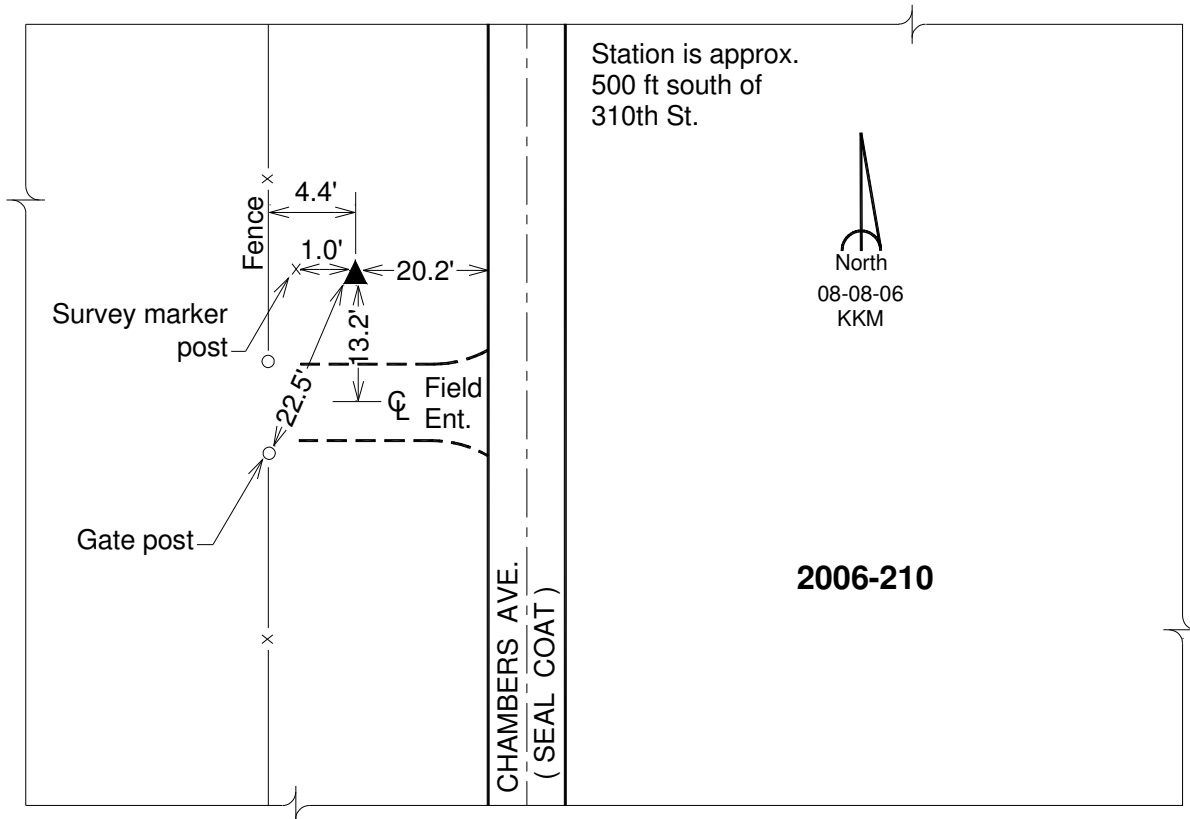 Station is approx.
500 ft south of
310th St.
4.4'
Fence
1.0'
20.2'
Survey marker
post
13.2'
22.5'
℄ Field
Ent.
Gate post
North
08-08-06
KKM
2006-210
CHAMBERS AVE.
( SEAL COAT )
x
x
x